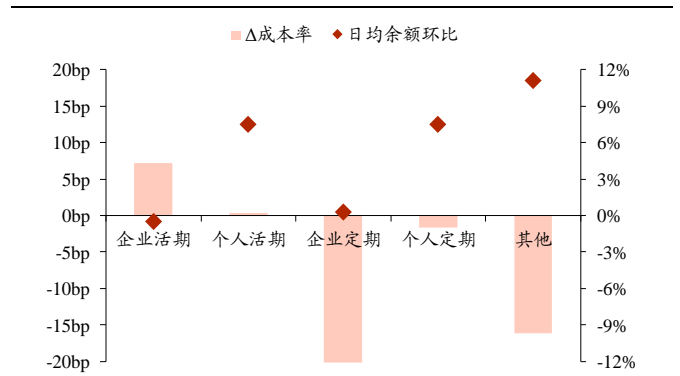 Δ成本率 日均余额环比
20bp 12%
15bp 9%
10bp 6%
5bp 3%
0bp 0%
企业活期 个人活期 企业定期 个人定期 其他
-5bp -3%
-10bp -6%
-15bp -9%
-20bp -12%